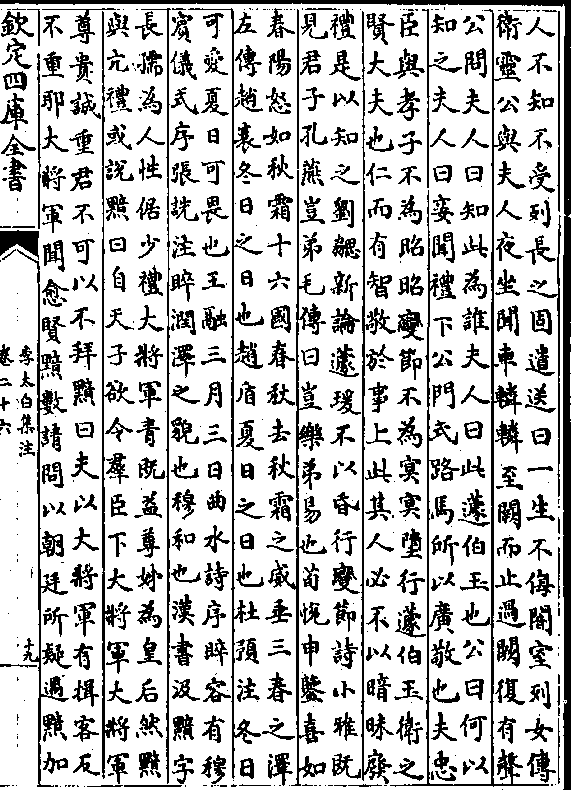 人不知不受列長之固遣送曰一生不侮闇室列女傳
衛靈公與夫人夜坐聞車轔轔至闕而止過闕復有聲
公問夫人曰知此為誰夫人曰此蘧伯玉也公曰何以
知之夫人曰妾聞禮下公門式路馬所以廣敬也夫忠
臣與孝子不為昭昭變節不為冥冥墮行蘧伯玉衛之
賢大夫也仁而有智敬於事上此其人必不以暗昧廢
禮是以知之劉勰新論蘧瑗不以昏行變節詩小雅既
見君子孔燕豈弟毛傳曰豈樂弟易也荀悅申鑒喜如
春陽怒如秋霜十六國春秋去秋霜之威垂三春之澤
左傳趙衰冬日之日也趙盾夏日之日也杜預注冬日
可愛夏日可畏也王融三月三日曲水詩序睟容有穆
賓儀式序張銑注睟潤澤之貌也穆和也漢書汲黯字
長孺為人性倨少禮大將軍青既益尊姊為皇后然黯
與亢禮或說黯曰自天子欲令羣臣下大將軍大將軍
尊貴誠重君不可以不拜黯曰夫以大將軍有揖客反
不重耶大將軍聞愈賢黯數請問以朝廷所疑遇黯加
欽定四庫全書
李太白集注
卷二十六
十九